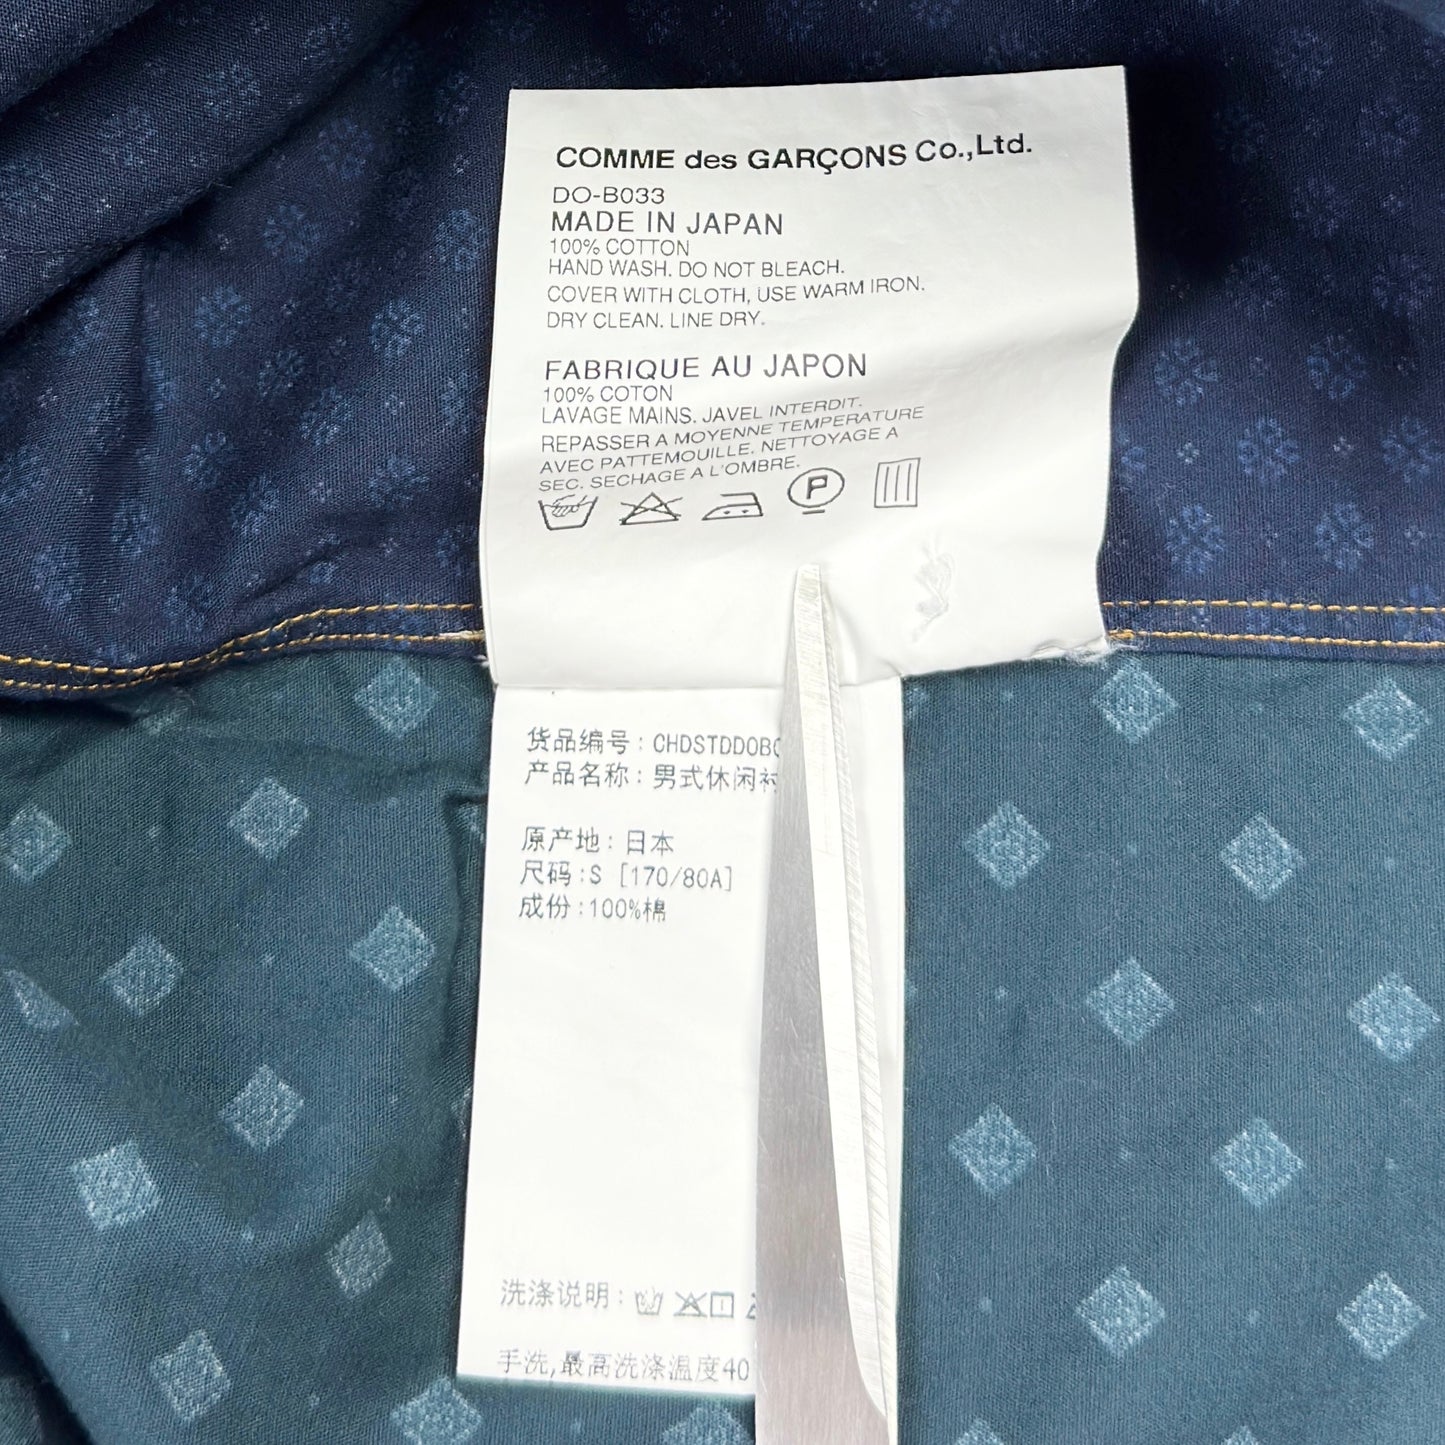 COMME des GARÇONS Co.,Ltd.
DO-B033
MADE IN JAPAN
100% COTTON
HAND WASH. DO NOT BLEACH.
COVER WITH CLOTH, USE WARM IRON.
DRY CLEAN. LINE DRY.
FABRIQUE AU JAPON
100% COTON
LAVAGE MAINS. JAVEL INTERDIT.
REPASSER A MOYENNE TEMPERATURE
AVEC PATTEMOUILLE. NETTOYAGE A
SEC. SECHAGE A L'OMBRE.
P
货品编号:
产品名称: 男式休闲衬
原产地: 日本
尺码:S [170/80A]
成份:100%棉
洗涤说明:
手洗,最高洗涤温度40